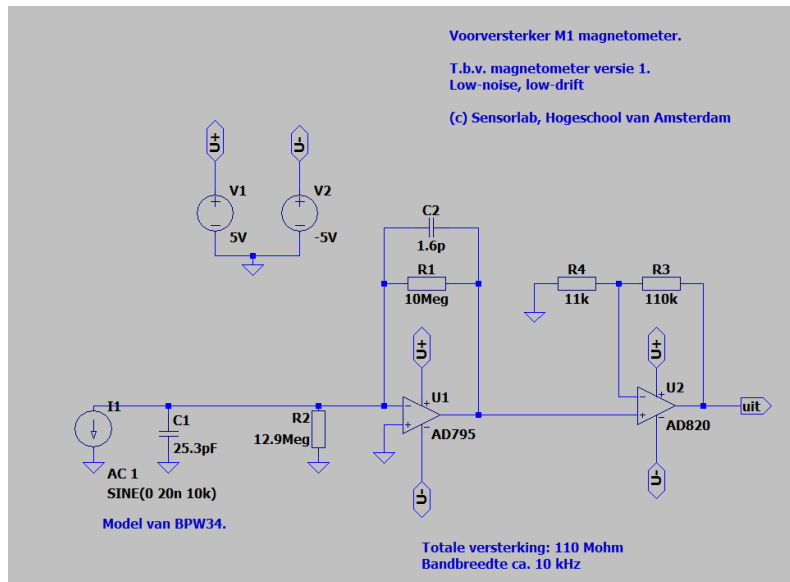 Voorversterker M1 magnetometer.
T.b.v. magnetometer versie 1.
Low-noise, low-drift
(c) Sensorlab, Hogeschool van Amsterdam
U+
U-
V1
V2
5V
-5V
C2
1.6p
R1
10Meg
R4
R3
11k
110k
U+
U+
U1
U2
I1
C1
R2
25.3pF
12.9Meg
AD795
AD820
uit
U-
U-
AC 1
SINE(0 20n 10k)
Model van BPW34.
Totale versterking: 110 Mohm
Bandbreedte ca. 10 kHz